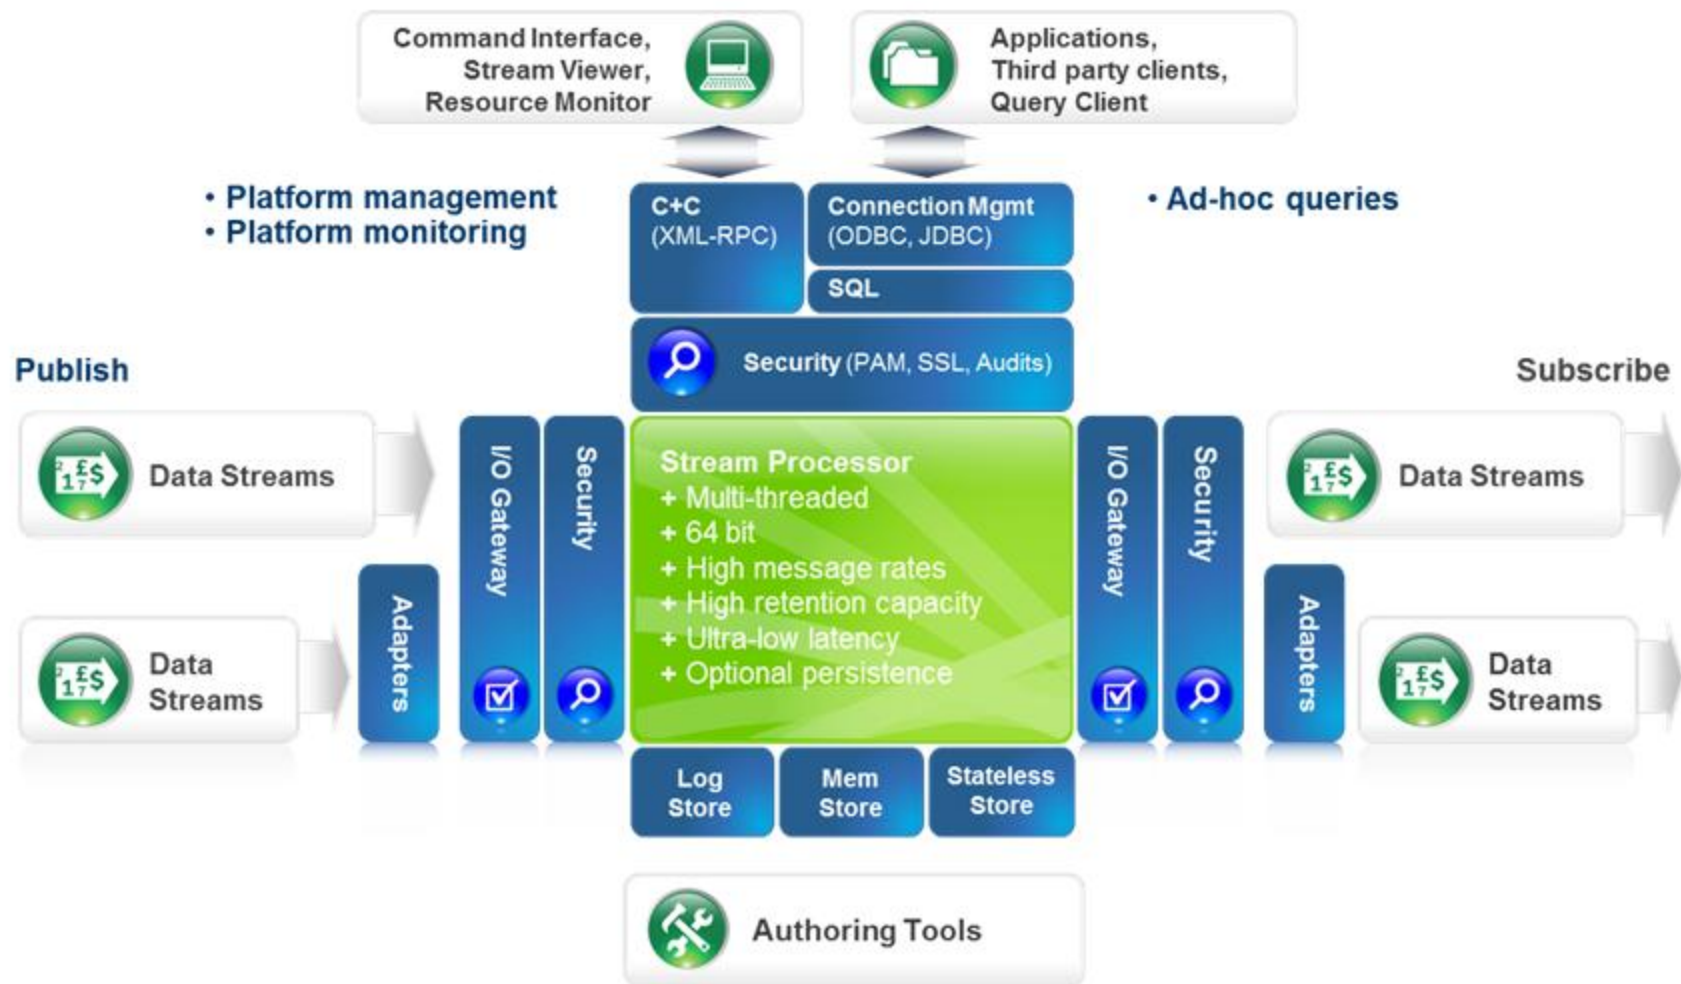 Command Interface,
Stream Viewer,
Resource Monitor
Applications,
Third party clients,
Query Client
• Platform management
• Platform monitoring
C+C
(XML-RPC)
Connection Mgmt
(ODBC, JDBC)
SQL
• Ad-hoc queries
Security (PAM, SSL, Audits)
Publish
Subscribe
Data Streams
Data
Streams
Adapters
I/O Gateway
Security
Stream Processor
+ Multi-threaded
+ 64 bit
+ High message rates
+ High retention capacity
+ Ultra-low latency
+ Optional persistence
I/O Gateway
Security
Adapters
Data Streams
Data
Streams
Log
Store
Mem
Store
Stateless
Store
Authoring Tools